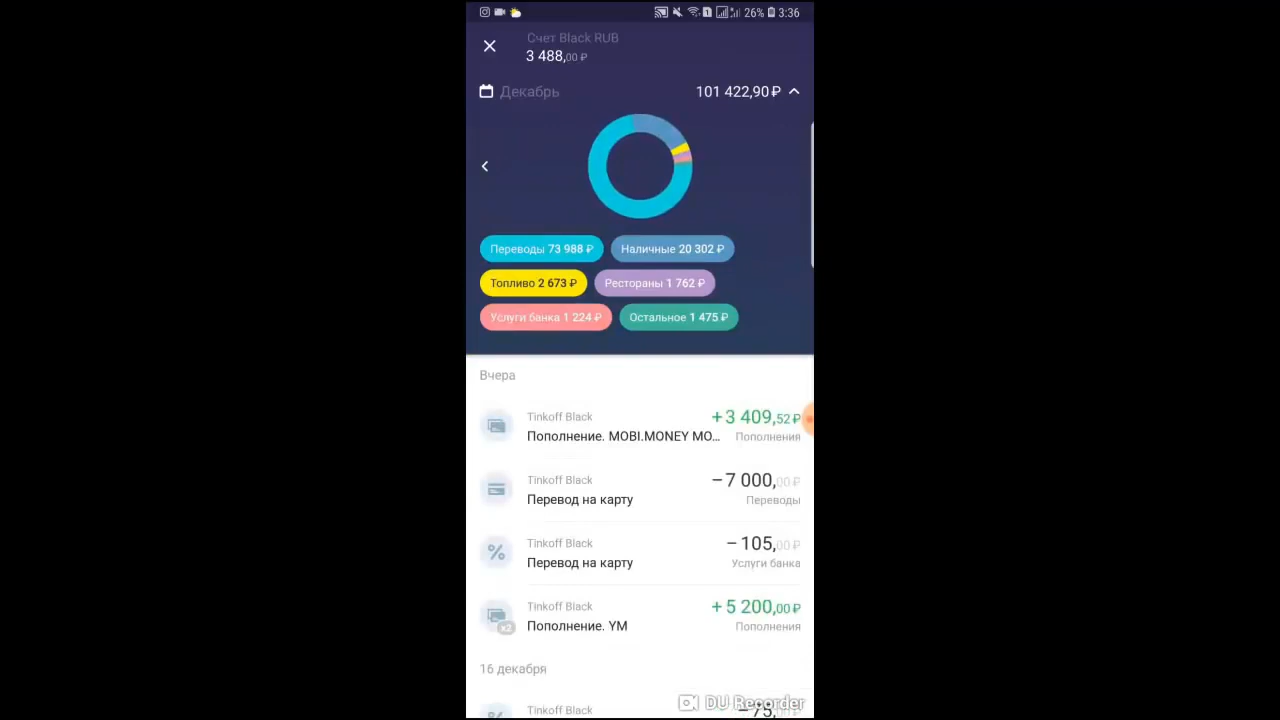 26% 3:36
Счет Black RUB
3 488,00 ₽
Декабрь 101 422,90 ₽
Переводы 73 988 ₽ Наличные 20 302 ₽
Топливо 2 673 ₽ Рестораны 1 762 ₽
Услуги банка 1 224 ₽ Остальное 1 475 ₽
Вчера
Tinkoff Black +3 409,52 ₽
Пополнение. MOBI.MONEY MO... Пополнения
Tinkoff Black −7 000,00 ₽
Перевод на карту Переводы
Tinkoff Black −105,00 ₽
Перевод на карту Услуги банка
Tinkoff Black +5 200,00 ₽
x2 Пополнение. YM Пополнения
16 декабря
DU Recorder
Tinkoff Black −75,00 ₽